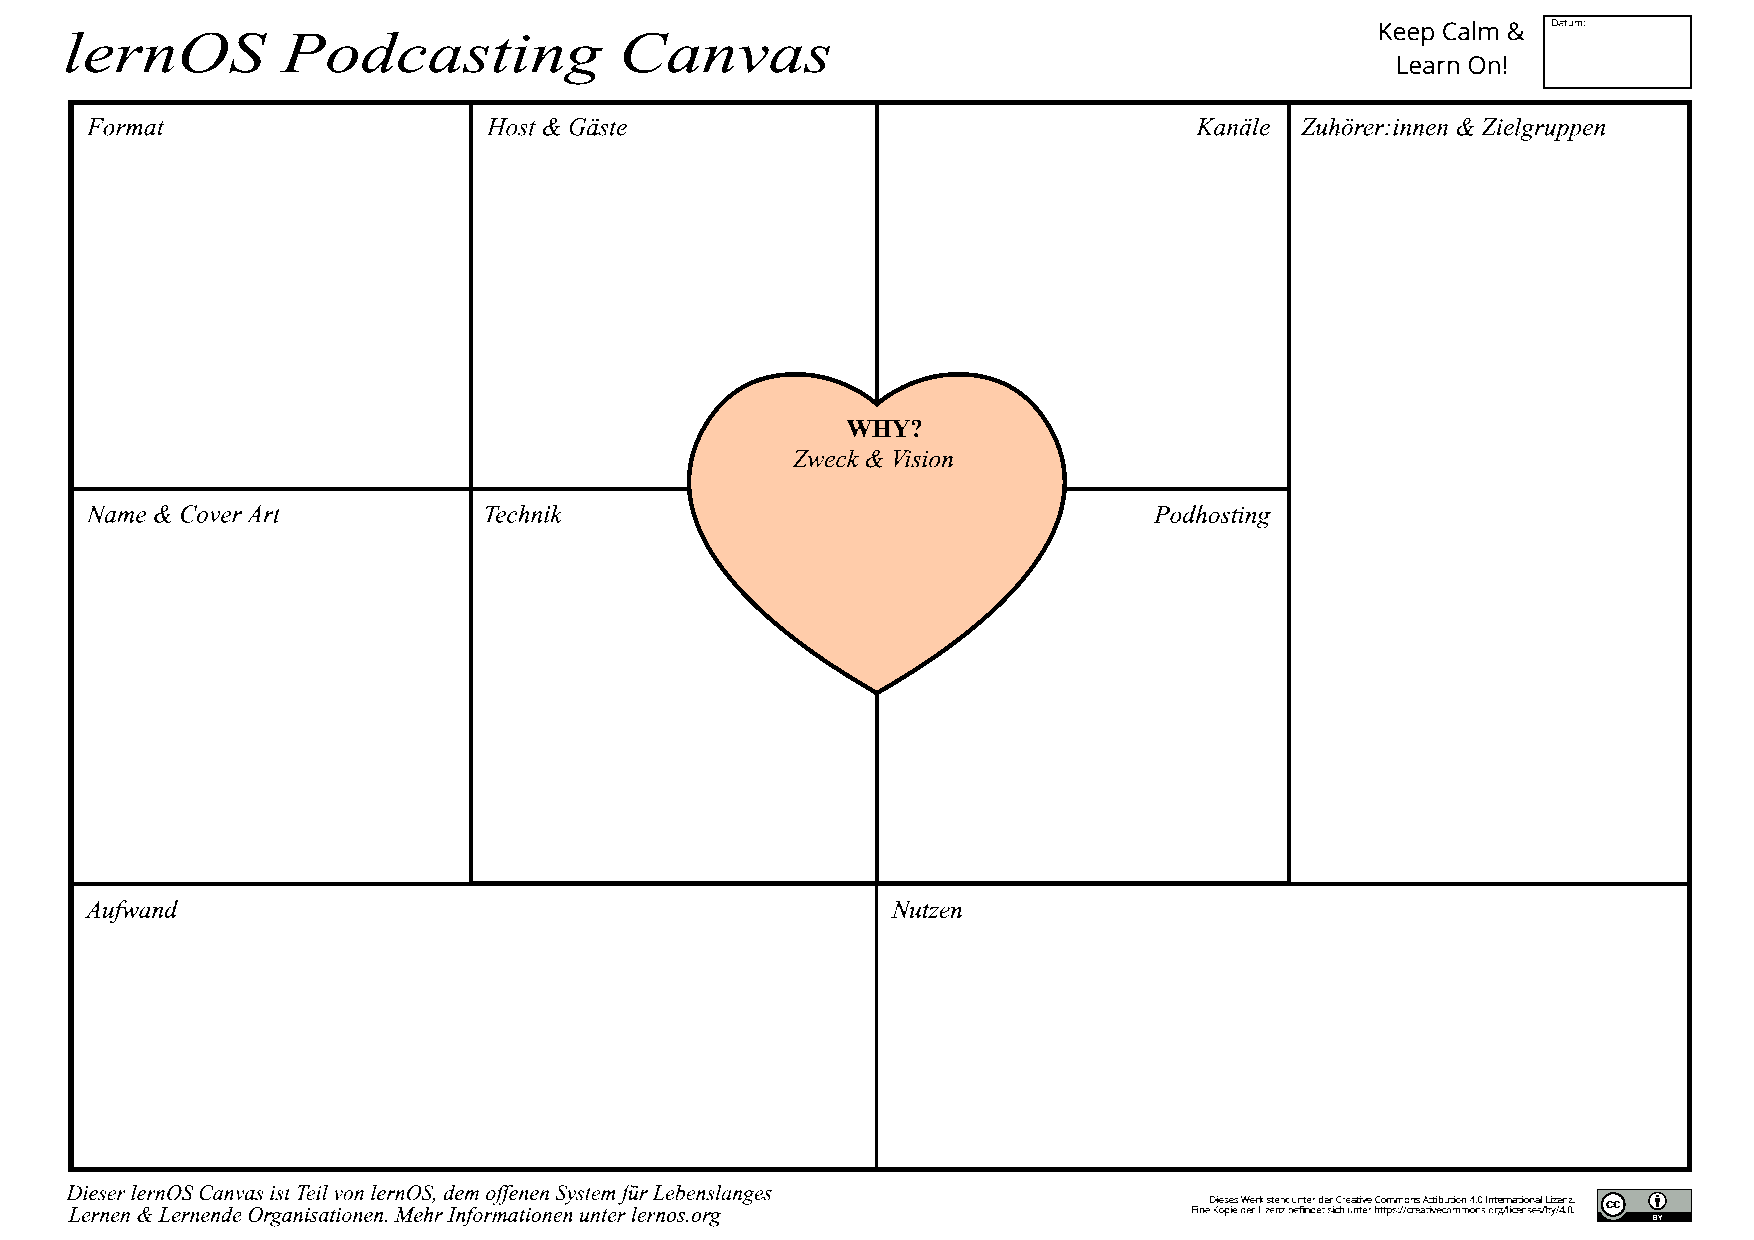 lernOS Podcasting Canvas
Keep Calm &
Learn On!
Datum:
Format
Host & Gäste
Kanäle
Zuhörer:innen & Zielgruppen
WHY?
Zweck & Vision
Name & Cover Art
Technik
Podhosting
Aufwand
Nutzen
Dieser lernOS Canvas ist Teil von lernOS, dem offenen System für Lebenslanges
Lernen & Lernende Organisationen. Mehr Informationen unter lernos.org
Dieses Werk steht unter der Creative Commons Attibution 4.0 International Lizenz.
Eine Kopie der Lizenz befindet sich unter https://creativecommons.org/licenses/by/4.0.
cc
BY